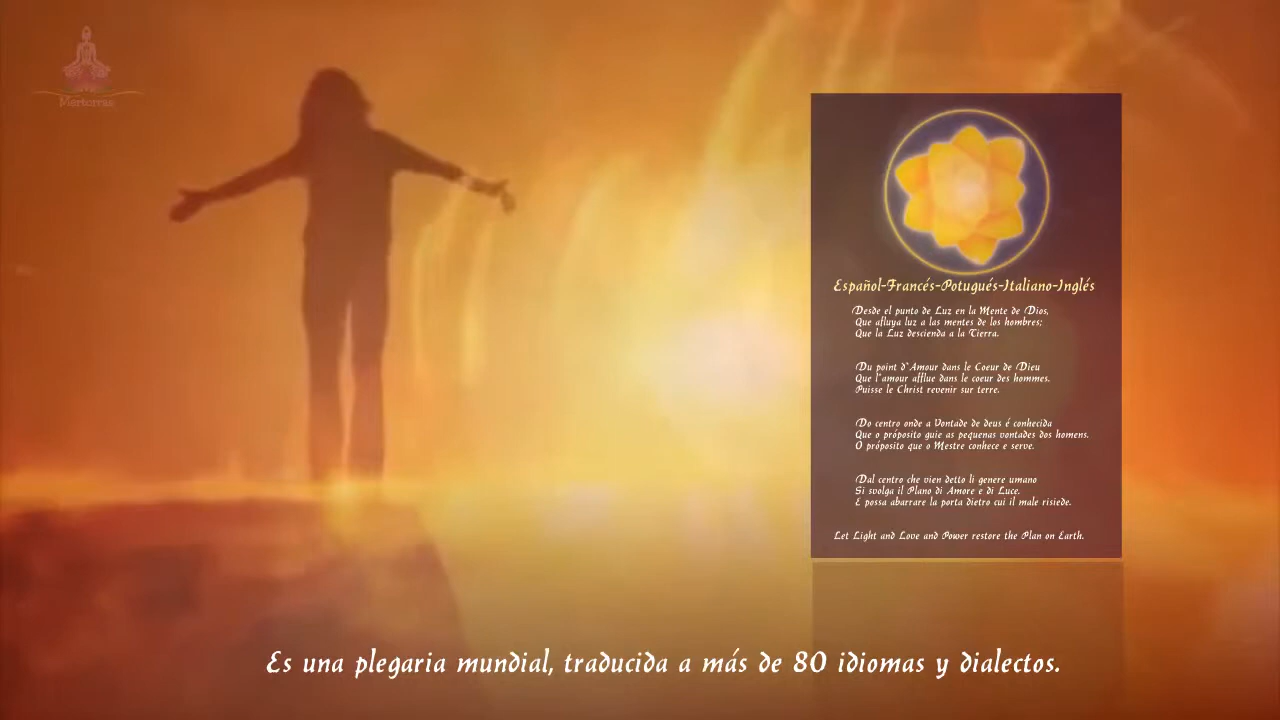 Mertorras
Español-Francés-Potugués-Italiano-Inglés
Desde el punto de Luz en la Mente de Dios,
Que afluya luz a las mentes de los hombres;
Que la Luz descienda a la Tierra.
Du point d'Amour dans le Coeur de Dieu
Que l'amour afflue dans le coeur des hommes.
Puisse le Christ revenir sur terre.
Do centro onde a Vontade de deus é conhecida
Que o próposito guie as pequenas vontades dos homens.
O próposito que o Mestre conhece e serve.
Dal centro che vien detto li genere umano
Si svolga il Plano di Amore e di Luce.
E possa abarrare la porta dietro cui il male risiede.
Let Light and Love and Power restore the Plan on Earth.
Es una plegaria mundial, traducida a más de 80 idiomas y dialectos.